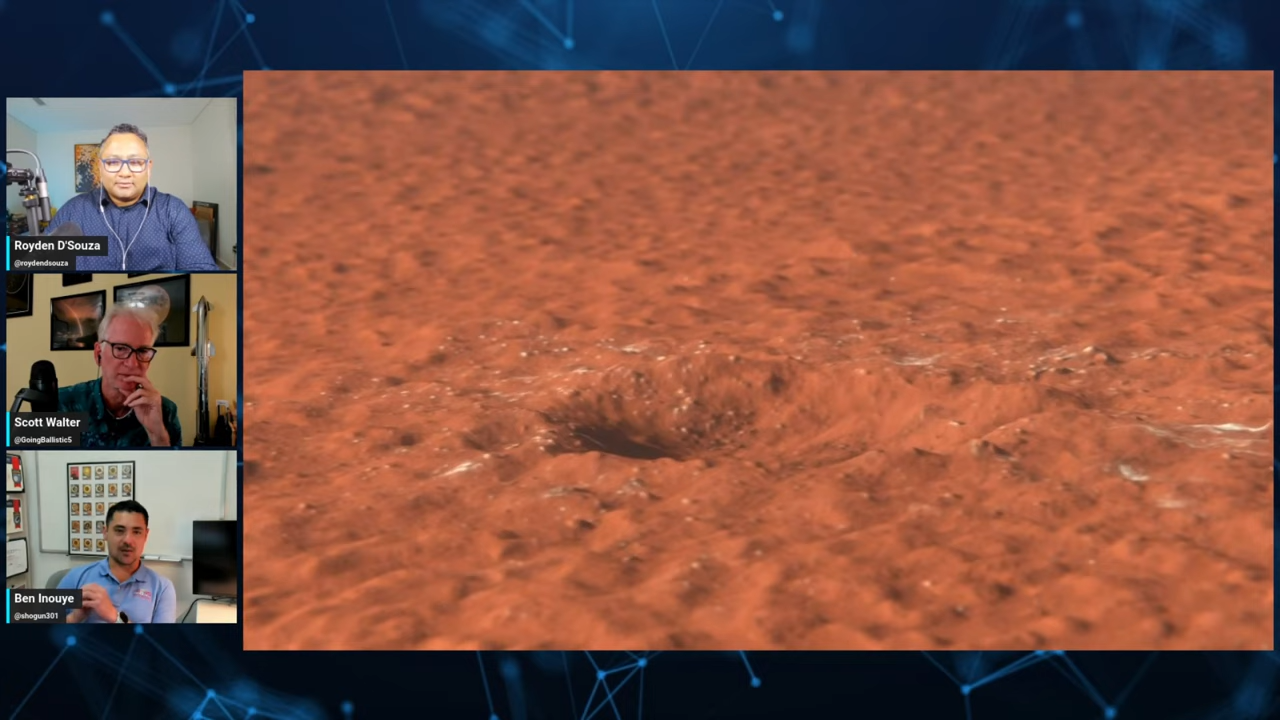 Royden D'Souza
@roydendsouza
Scott Walter
@GoingBallistic5
Ben Inouye
@shogun301